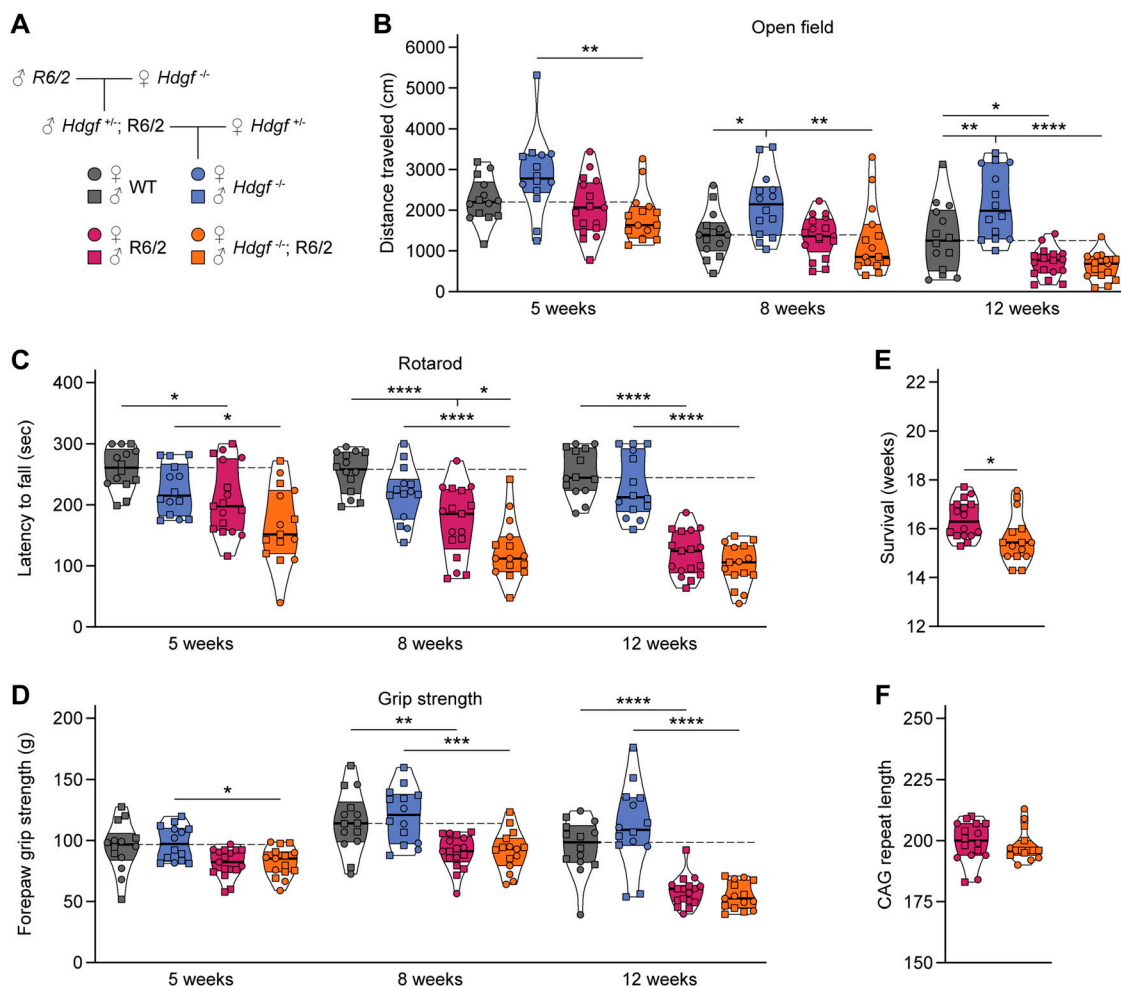 A
♂ R6/2 ♀ Hdgf -/-
♂ Hdgf +/-; R6/2 ♀ Hdgf +/-
♀
♂ WT
♀
♂ Hdgf -/-
♀
♂ R6/2
♀
♂ Hdgf -/-; R6/2
B
Open field
Distance traveled (cm)
6000
5000
4000
3000
2000
1000
0
**
* **
*
** ****
5 weeks 8 weeks 12 weeks
C
Rotarod
Latency to fall (sec)
400
300
200
100
0
*
*
**** *
****
****
****
5 weeks 8 weeks 12 weeks
E
Survival (weeks)
22
20
18
16
14
12
*
D
Grip strength
Forepaw grip strength (g)
200
150
100
50
0
*
**
***
****
****
5 weeks 8 weeks 12 weeks
F
CAG repeat length
250
225
200
175
150